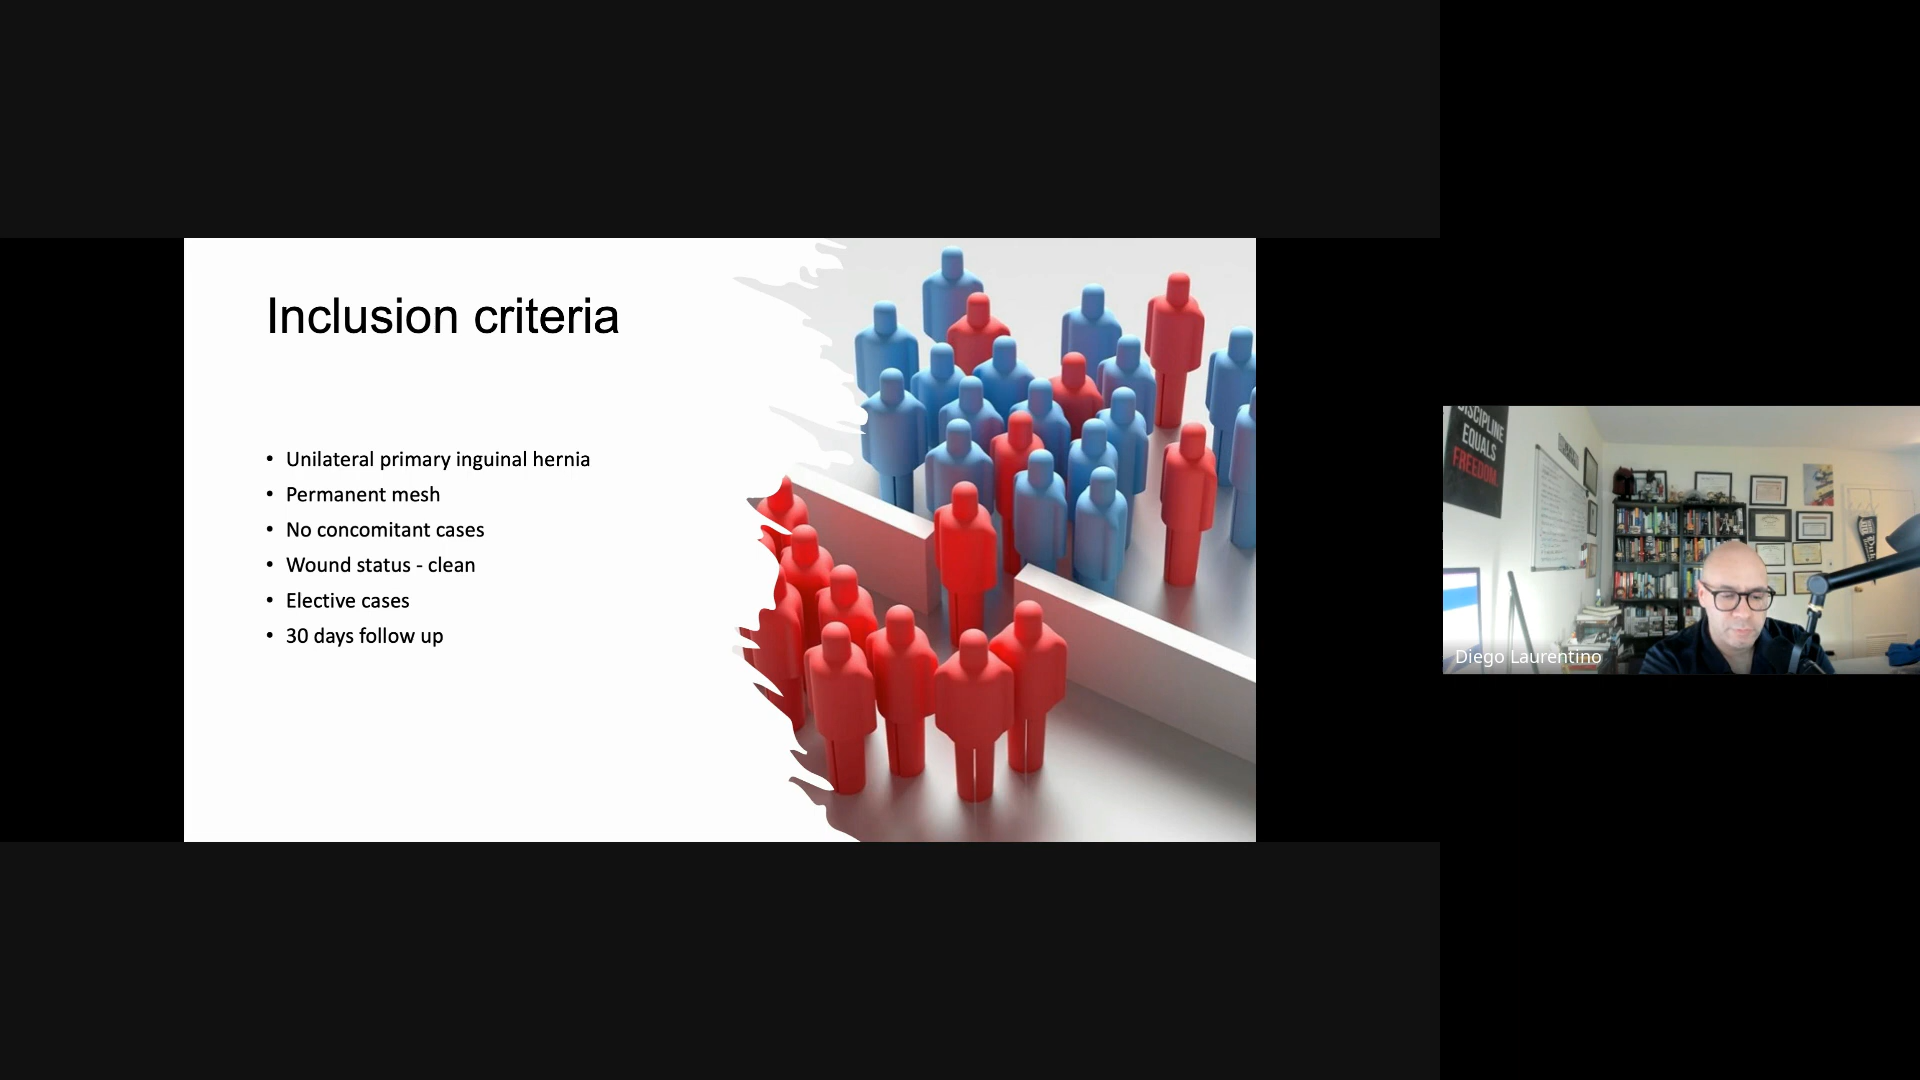 Inclusion criteria
• Unilateral primary inguinal hernia
• Permanent mesh
• No concomitant cases
• Wound status - clean
• Elective cases
• 30 days follow up
DISCIPLINE
EQUALS
FREEDOM.
Diego Laurentino